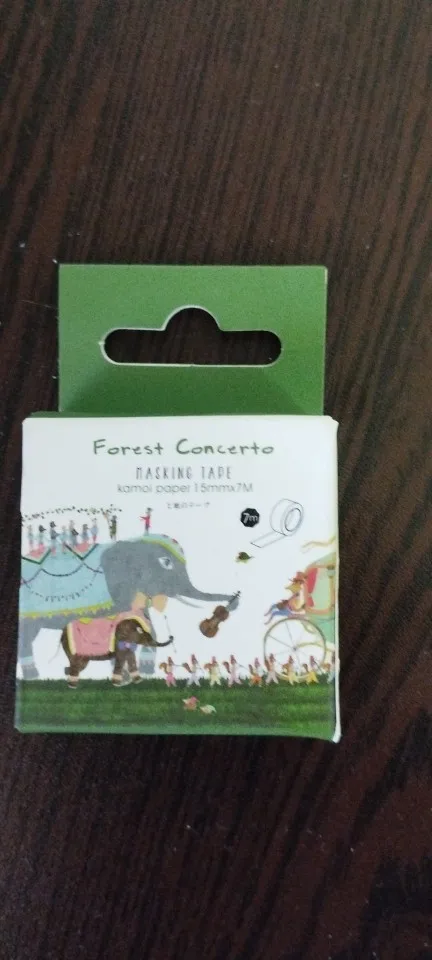 Forest Concerto
MASKING TAPE
kamoi paper 15mmx7M
7m